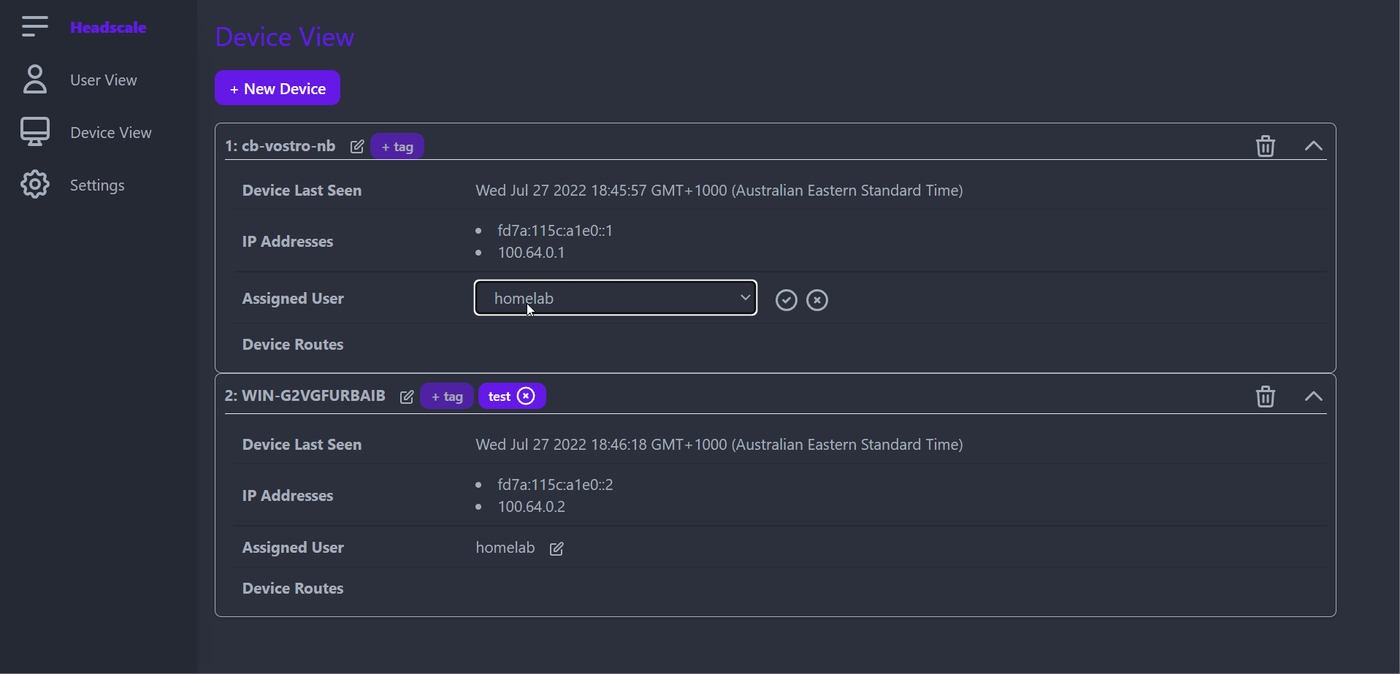 Headscale
User View
Device View
Settings
Device View
+ New Device
1: cb-vostro-nb + tag
Device Last Seen Wed Jul 27 2022 18:45:57 GMT+1000 (Australian Eastern Standard Time)
IP Addresses
• fd7a:115c:a1e0::1
• 100.64.0.1
Assigned User homelab
Device Routes
2: WIN-G2VGFURBAIB + tag test
Device Last Seen Wed Jul 27 2022 18:46:18 GMT+1000 (Australian Eastern Standard Time)
IP Addresses
• fd7a:115c:a1e0::2
• 100.64.0.2
Assigned User homelab
Device Routes